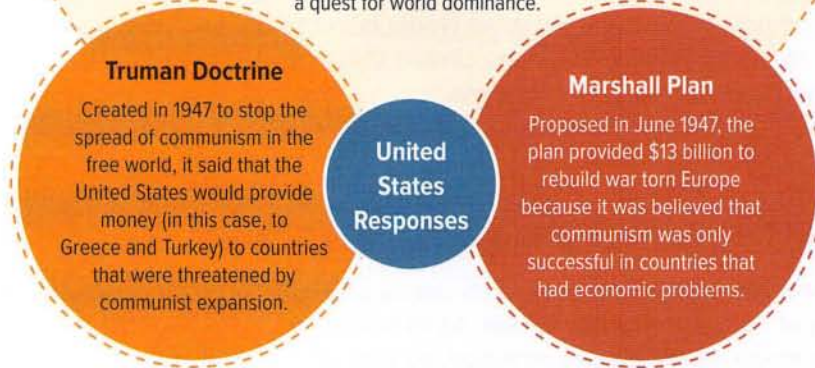 a quest for world dominance.
Truman Doctrine
Created in 1947 to stop the
spread of communism in the
free world, it said that the
United States would provide
money (in this case, to
Greece and Turkey) to countries
that were threatened by
communist expansion.
United
States
Responses
Marshall Plan
Proposed in June 1947, the
plan provided $13 billion to
rebuild war torn Europe
because it was believed that
communism was only
successful in countries that
had economic problems.